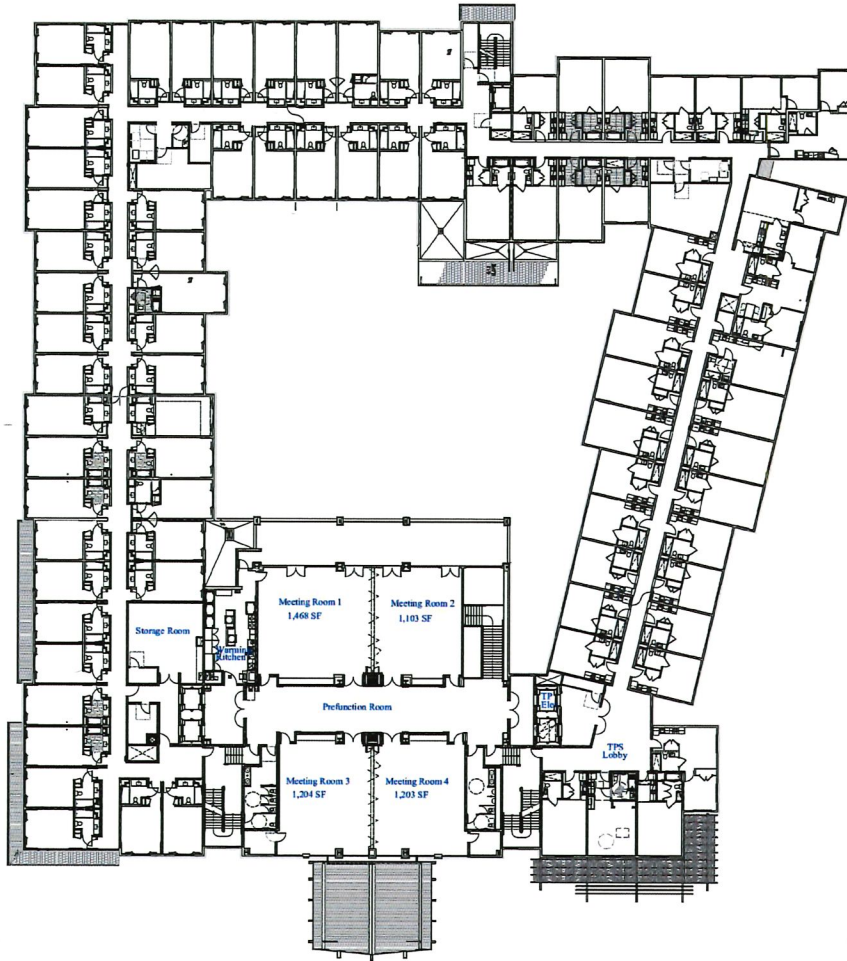 Meeting Room 1
1,468 SF
Meeting Room 2
1,103 SF
Storage Room
Warming
Kitchen
Prefunction Room
TP
TPS
Lobby
Meeting Room 3
1,204 SF
Meeting Room 4
1,203 SF